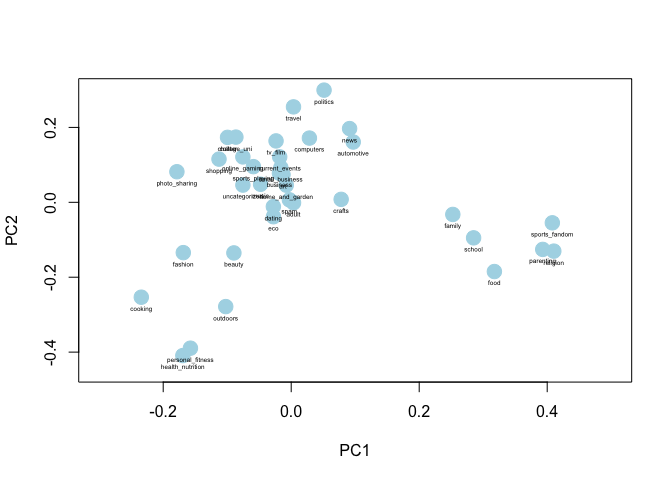 politics
travel
news
automotive
computers
tv_film
college_uni
current_events
online_gaming
shopping
photo_sharing
small_business
sports_playing
business
art
uncategorized
home_and_garden
crafts
spam
adult
dating
eco
family
sports_fandom
school
parenting
religion
food
fashion
beauty
cooking
outdoors
personal_fitness
health_nutrition
0.2
0.0
-0.2
-0.4
PC2
-0.2
0.0
0.2
0.4
PC1